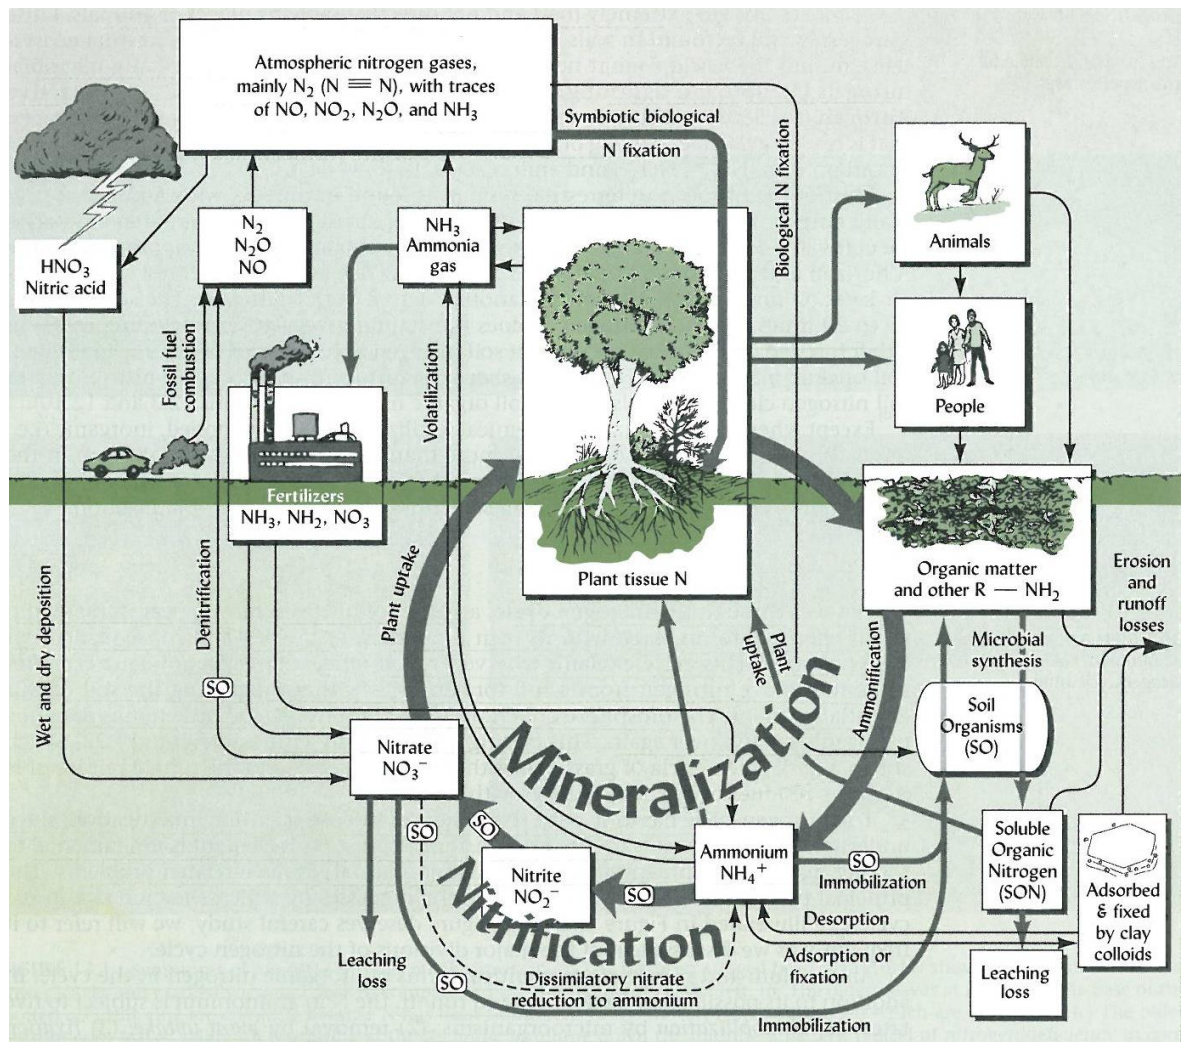 Atmospheric nitrogen gases,
mainly N₂ (N ≡ N), with traces
of NO, NO₂, N₂O, and NH₃
Symbiotic biological
N fixation
Biological N fixation
HNO₃
Nitric acid
N₂
N₂O
NO
NH₃
Ammonia
gas
Animals
People
Fossil fuel
combustion
Volatilization
Fertilizers
NH₃, NH₂, NO₃
Plant tissue N
Organic matter
and other R — NH₂
Erosion
and
runoff
losses
Wet and dry deposition
Denitrification
SO
Plant uptake
Plant
uptake
Ammonification
Microbial
synthesis
Soil
Organisms
(SO)
Nitrate
NO₃⁻
Mineralization
SO
SO
Nitrite
NO₂⁻
SO
Ammonium
NH₄⁺
SO
Immobilization
Soluble
Organic
Nitrogen
(SON)
Adsorbed
& fixed
by clay
colloids
Nitrification
Desorption
Adsorption or
fixation
Leaching
loss
SO
Dissimilatory nitrate
reduction to ammonium
Leaching
loss
Immobilization